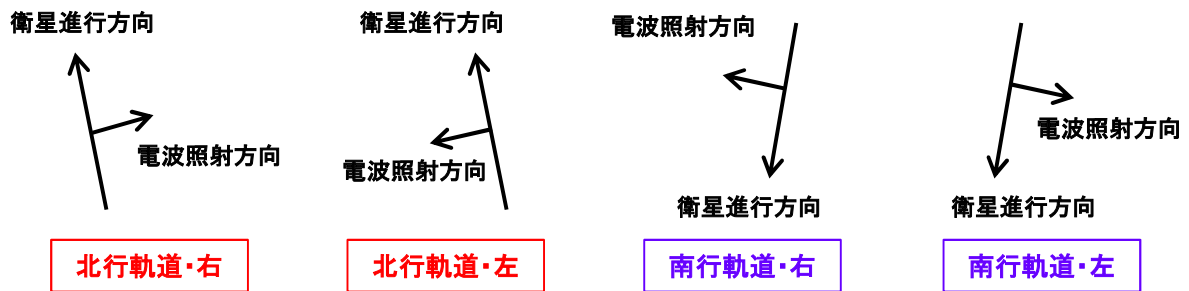 衛星進行方向
電波照射方向
北行軌道・右
衛星進行方向
電波照射方向
北行軌道・左
電波照射方向
衛星進行方向
南行軌道・右
電波照射方向
衛星進行方向
南行軌道・左